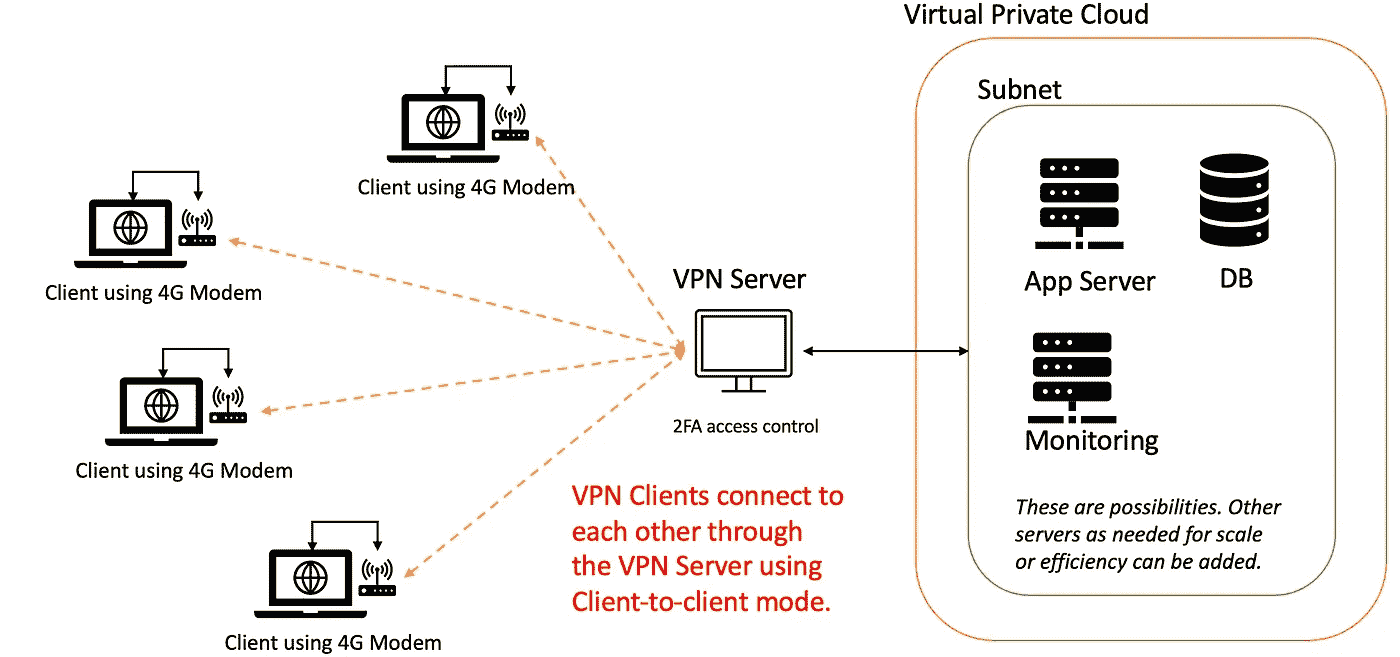 Virtual Private Cloud
Subnet
Client using 4G Modem
Client using 4G Modem
VPN Server
App Server
DB
2FA access control
Monitoring
Client using 4G Modem
VPN Clients connect to
each other through
the VPN Server using
Client-to-client mode.
These are possibilities. Other
servers as needed for scale
or efficiency can be added.
Client using 4G Modem